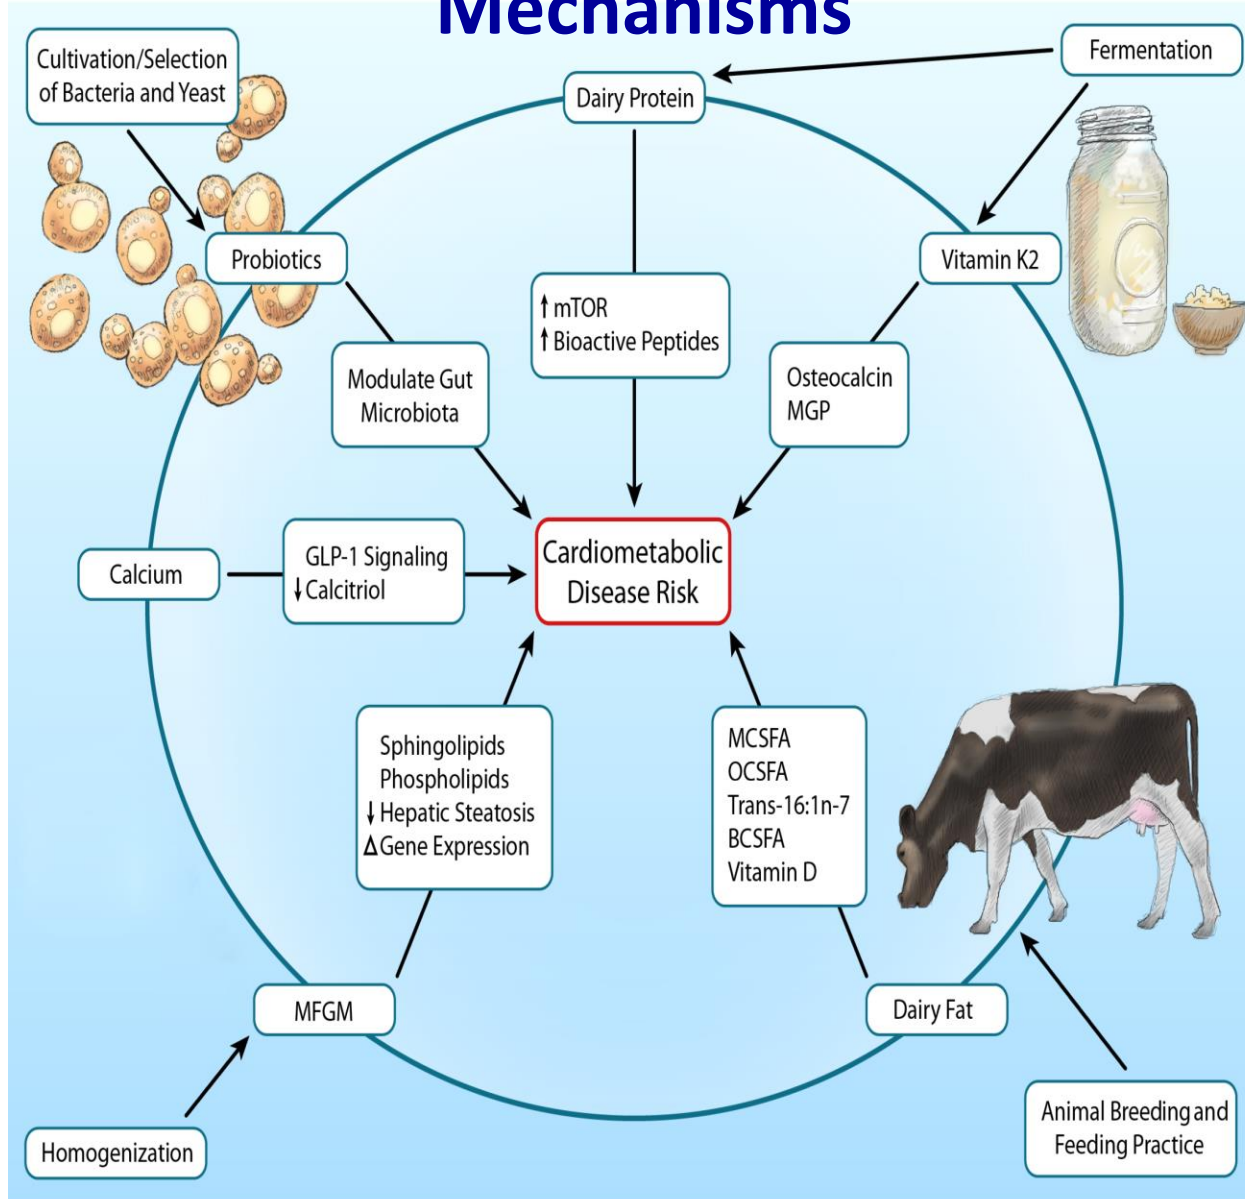 Mechanisms
Cultivation/Selection
of Bacteria and Yeast
Fermentation
Dairy Protein
Probiotics
Vitamin K2
↑ mTOR
↑ Bioactive Peptides
Modulate Gut
Microbiota
Osteocalcin
MGP
Calcium
GLP-1 Signaling
↓ Calcitriol
Cardiometabolic
Disease Risk
Sphingolipids
Phospholipids
↓ Hepatic Steatosis
Δ Gene Expression
MCSFA
OCSFA
Trans-16:1n-7
BCSFA
Vitamin D
MFGM
Dairy Fat
Homogenization
Animal Breeding and
Feeding Practice